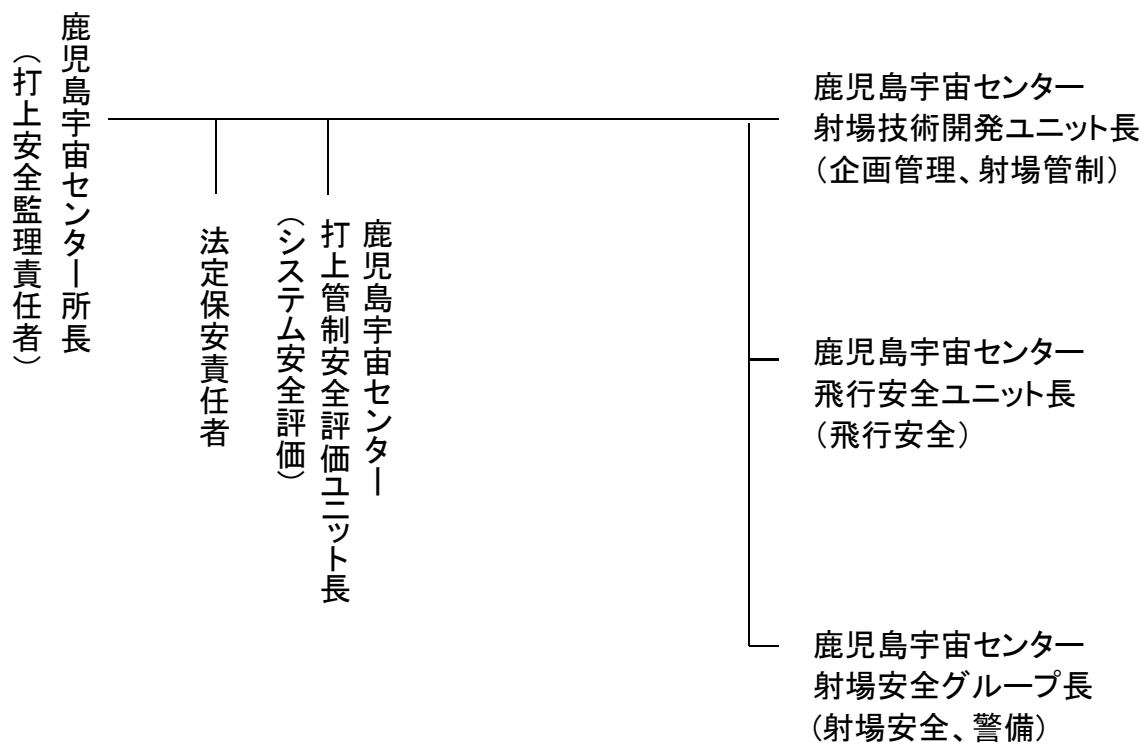 鹿児島宇宙センター所長
（打上安全監理責任者）
法定保安責任者
鹿児島宇宙センター
打上管制安全評価ユニット長
（システム安全評価）
鹿児島宇宙センター
射場技術開発ユニット長
（企画管理、射場管制）
鹿児島宇宙センター
飛行安全ユニット長
（飛行安全）
鹿児島宇宙センター
射場安全グループ長
(射場安全、警備）